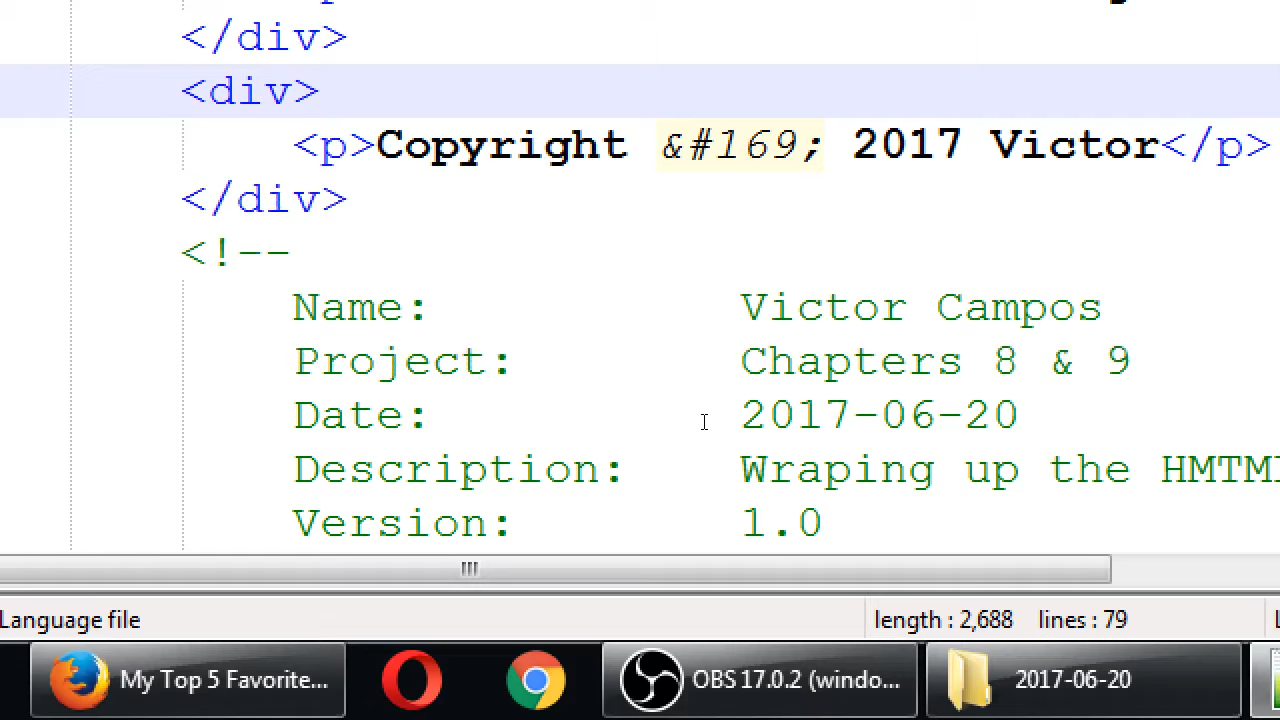 </div>
<div>
<p>Copyright &#169; 2017 Victor</p>
</div>
<!--
Name: Victor Campos
Project: Chapters 8 & 9
Date: 2017-06-20
Description: Wraping up the HMTML
Version: 1.0
Language file length : 2,688 lines : 79
My Top 5 Favorite... OBS 17.0.2 (windo... 2017-06-20